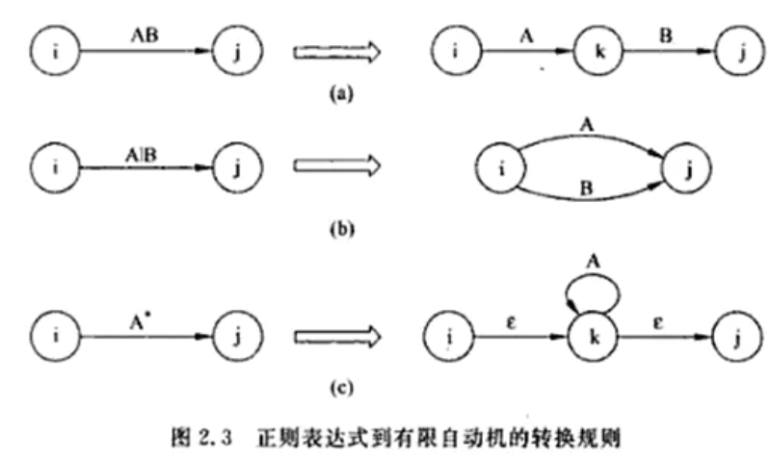 i AB j i A k B j
(a)
i A|B j i A B j
(b)
i A* j i ε k A ε j
(c)
图 2.3 正则表达式到有限自动机的转换规则